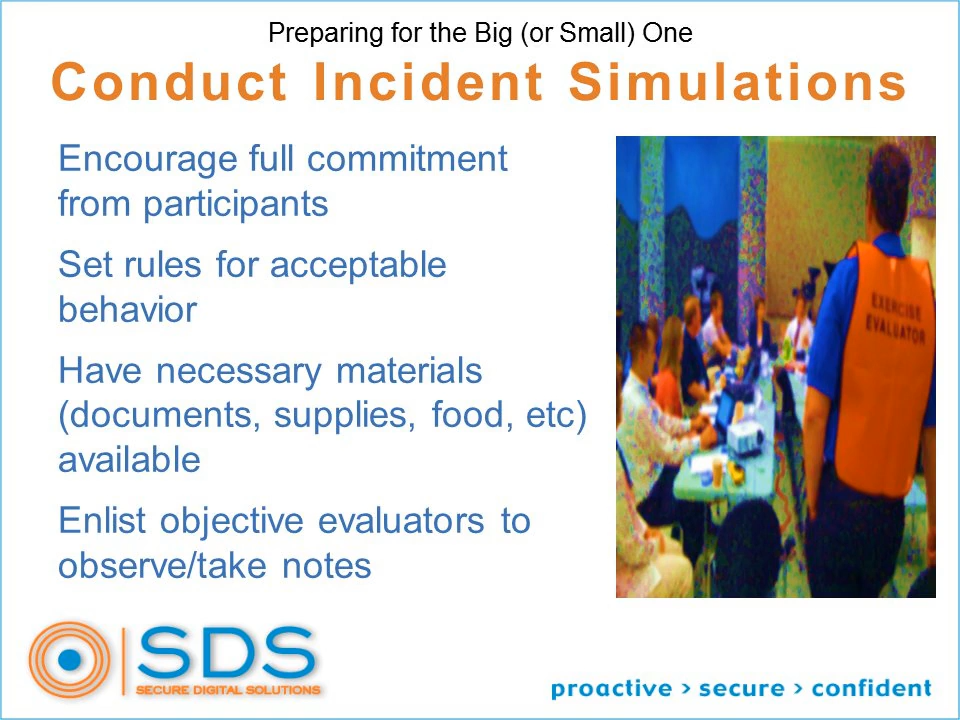 Preparing for the Big (or Small) One
Conduct Incident Simulations
Encourage full commitment
from participants
Set rules for acceptable
behavior
Have necessary materials
(documents, supplies, food, etc)
available
Enlist objective evaluators to
observe/take notes
EXERCISE
EVALUATOR
SDS
SECURE DIGITAL SOLUTIONS
proactive > secure > confident